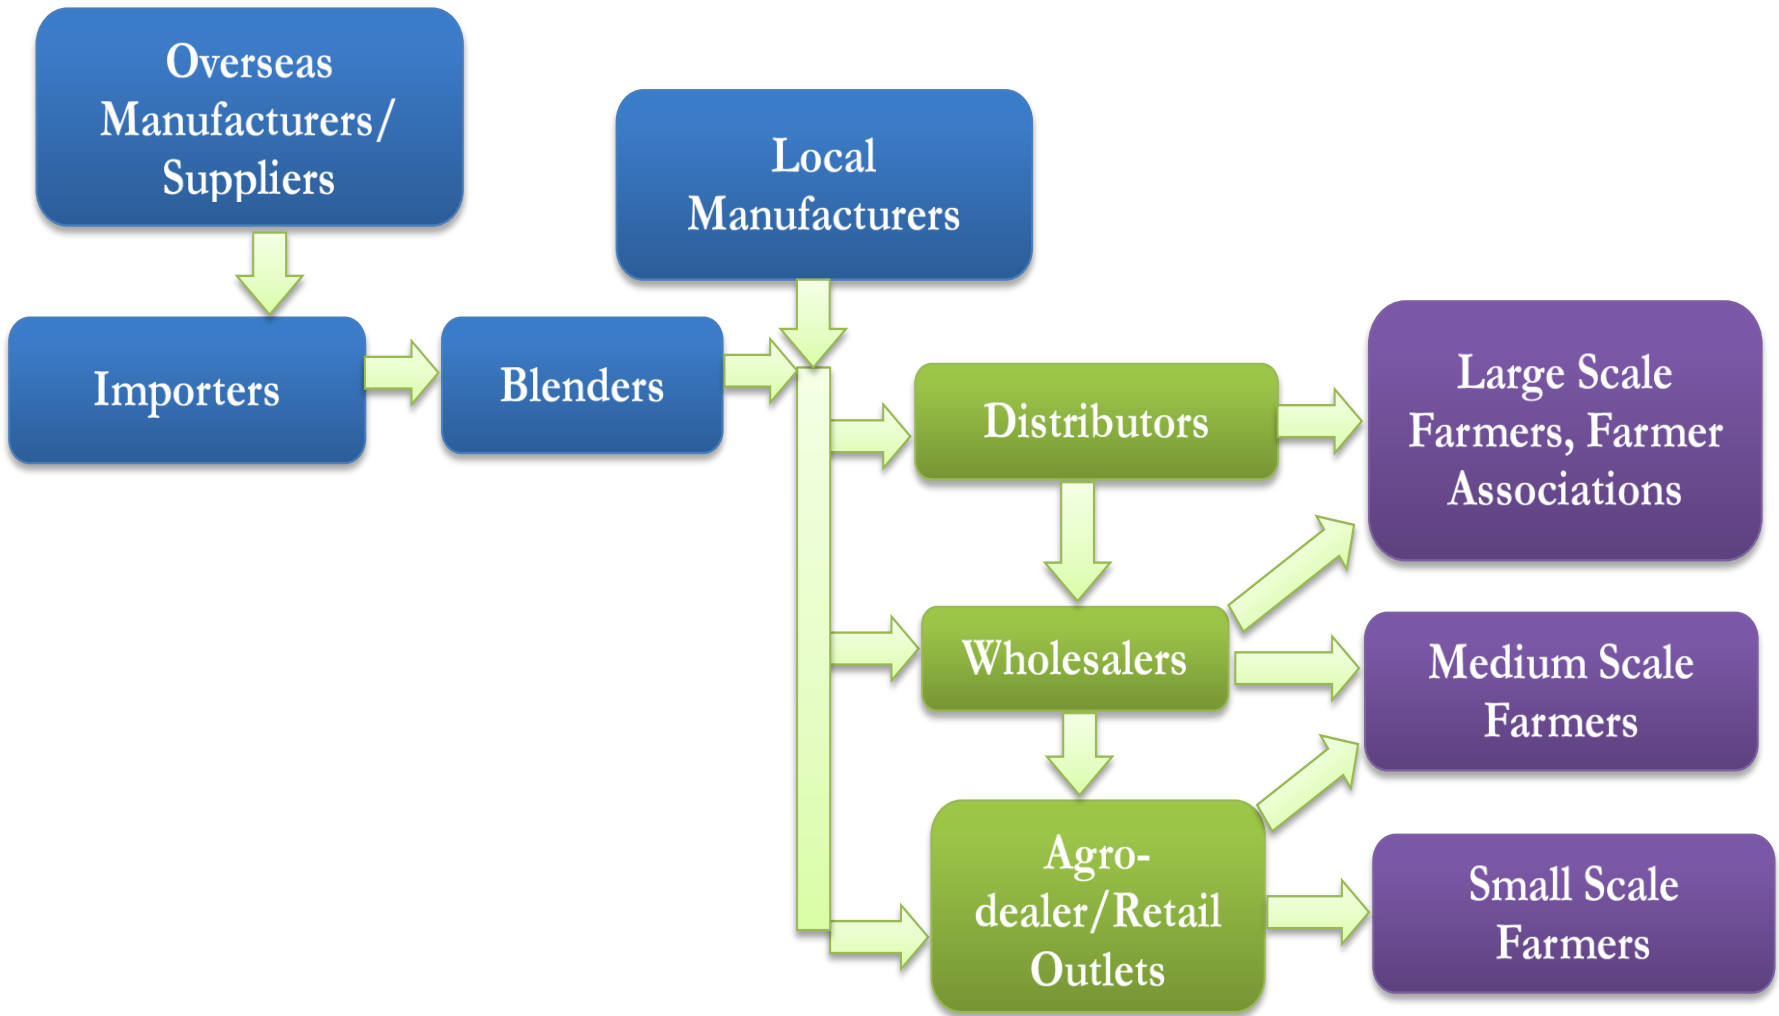 Overseas
Manufacturers/
Suppliers
Local
Manufacturers
Importers
Blenders
Distributors
Large Scale
Farmers, Farmer
Associations
Wholesalers
Medium Scale
Farmers
Agro-
dealer/Retail
Outlets
Small Scale
Farmers